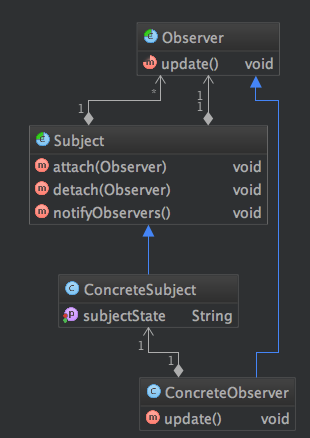 Observer
update() void
*
1
1
1
Subject
attach(Observer) void
detach(Observer) void
notifyObservers() void
ConcreteSubject
subjectState String
1
1
ConcreteObserver
update() void